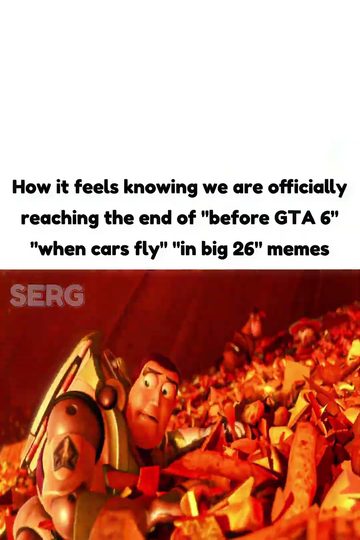 How it feels knowing we are officially
reaching the end of "before GTA 6"
"when cars fly" "in big 26" memes
SERG